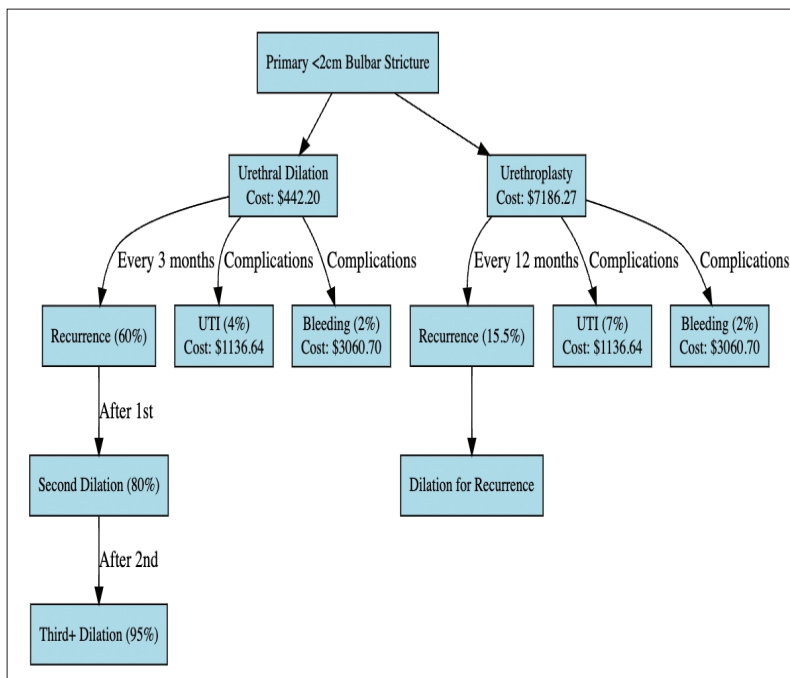 Primary <2cm Bulbar Stricture
Urethral Dilation
Cost: $442.20
Urethroplasty
Cost: $7186.27
Every 3 months
Complications
Complications
Every 12 months
Complications
Complications
Recurrence (60%)
UTI (4%)
Cost: $1136.64
Bleeding (2%)
Cost: $3060.70
Recurrence (15.5%)
UTI (7%)
Cost: $1136.64
Bleeding (2%)
Cost: $3060.70
After 1st
Second Dilation (80%)
Dilation for Recurrence
After 2nd
Third+ Dilation (95%)